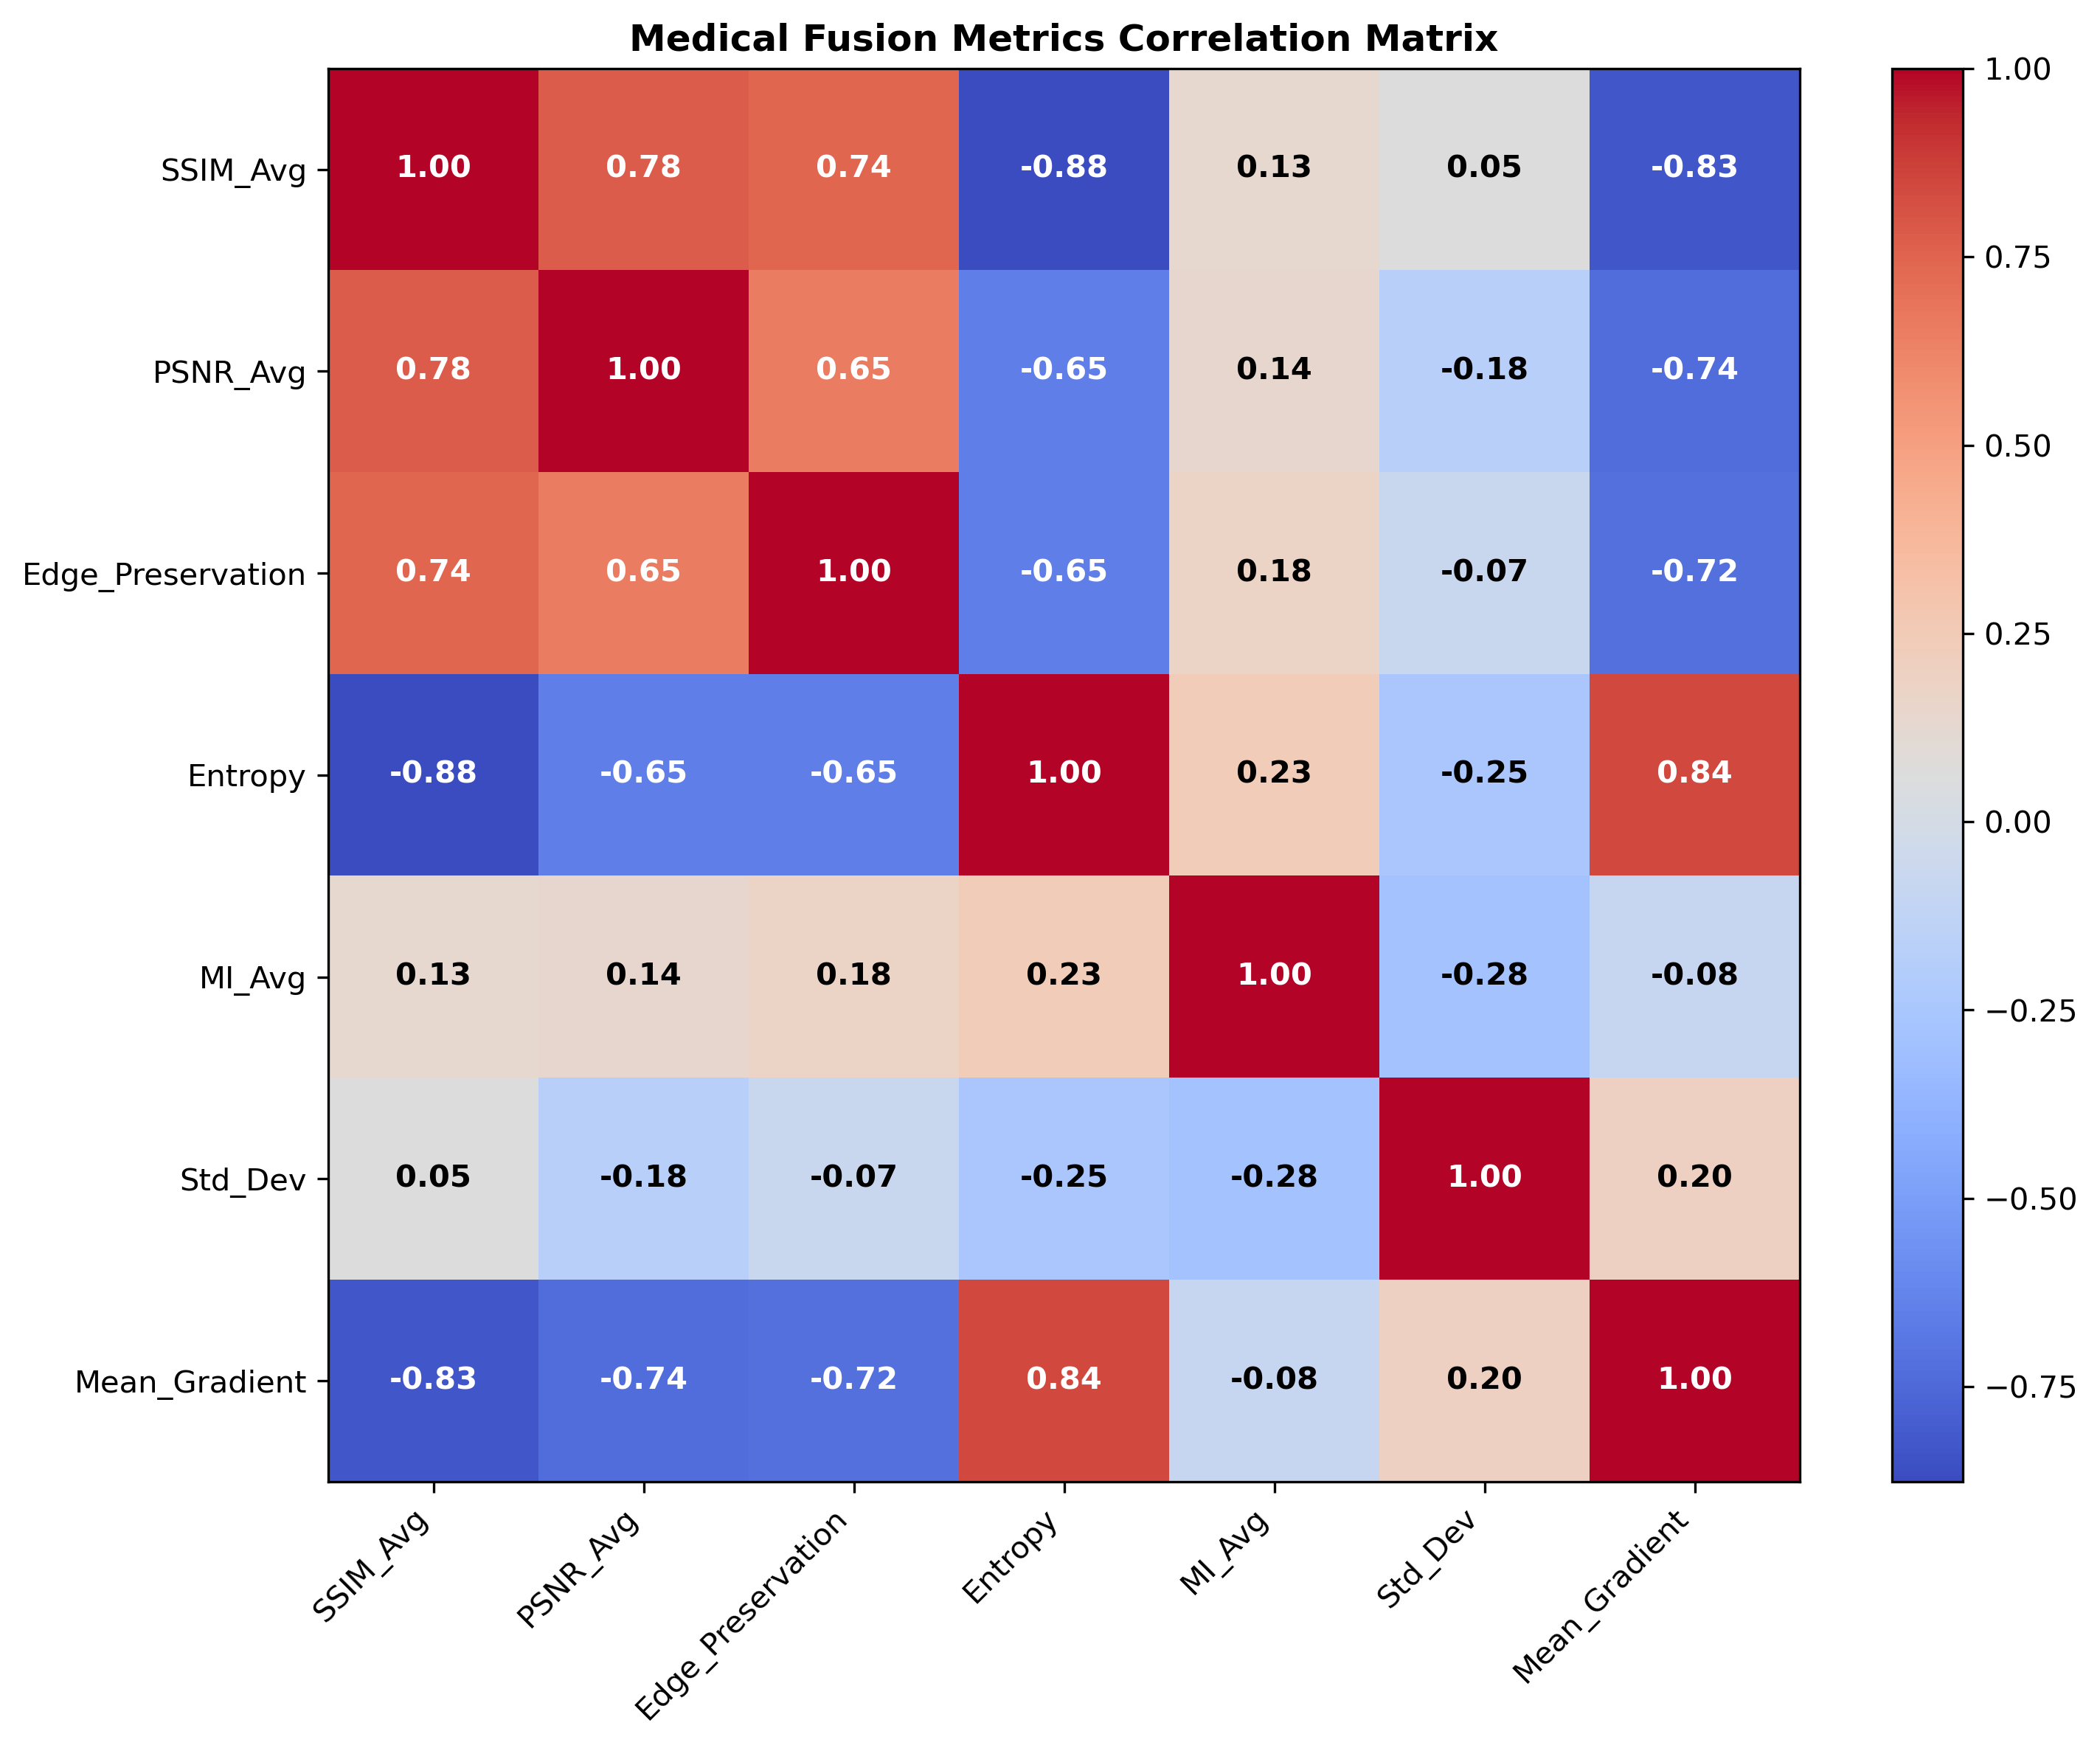 Medical Fusion Metrics Correlation Matrix
SSIM_Avg 1.00 0.78 0.74 -0.88 0.13 0.05 -0.83
PSNR_Avg 0.78 1.00 0.65 -0.65 0.14 -0.18 -0.74
Edge_Preservation 0.74 0.65 1.00 -0.65 0.18 -0.07 -0.72
Entropy -0.88 -0.65 -0.65 1.00 0.23 -0.25 0.84
MI_Avg 0.13 0.14 0.18 0.23 1.00 -0.28 -0.08
Std_Dev 0.05 -0.18 -0.07 -0.25 -0.28 1.00 0.20
Mean_Gradient -0.83 -0.74 -0.72 0.84 -0.08 0.20 1.00
SSIM_Avg PSNR_Avg Edge_Preservation Entropy MI_Avg Std_Dev Mean_Gradient
1.00
0.75
0.50
0.25
0.00
−0.25
−0.50
−0.75